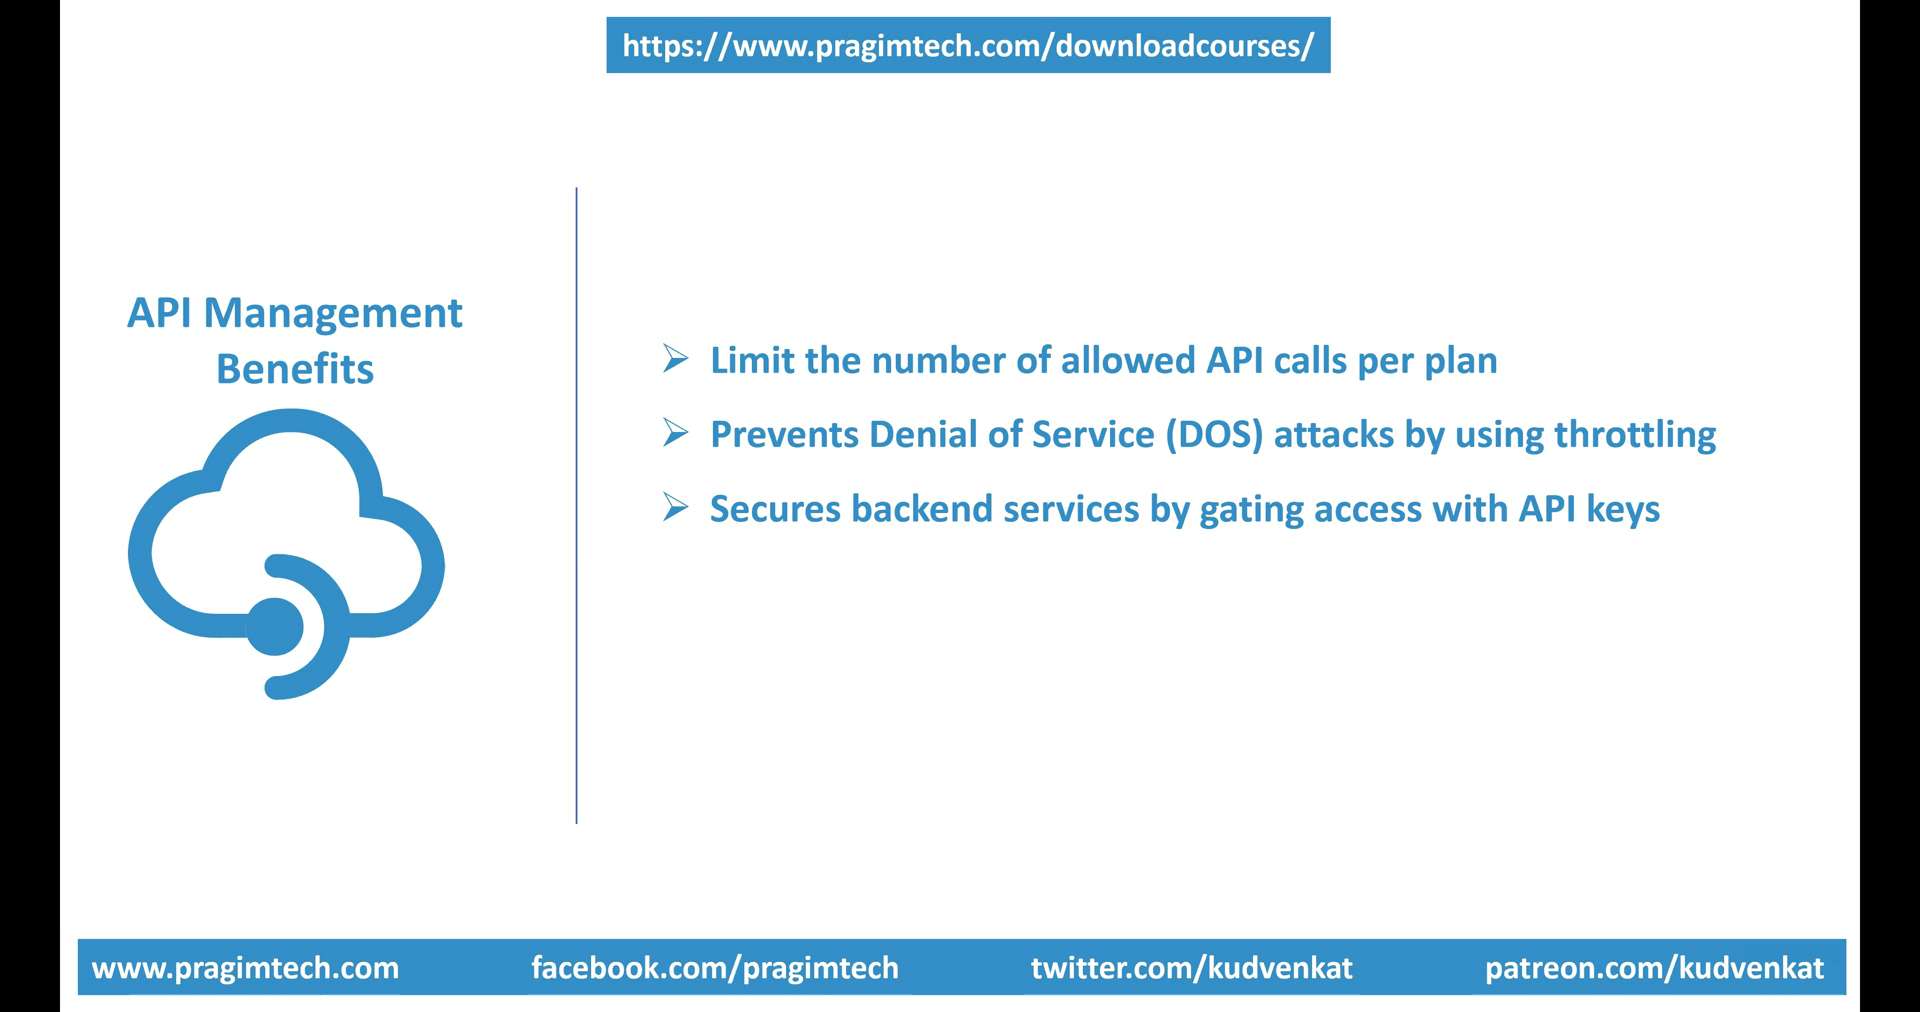 https://www.pragimtech.com/downloadcourses/
API Management
Benefits
Limit the number of allowed API calls per plan
Prevents Denial of Service (DOS) attacks by using throttling
Secures backend services by gating access with API keys
www.pragimtech.com facebook.com/pragimtech twitter.com/kudvenkat patreon.com/kudvenkat